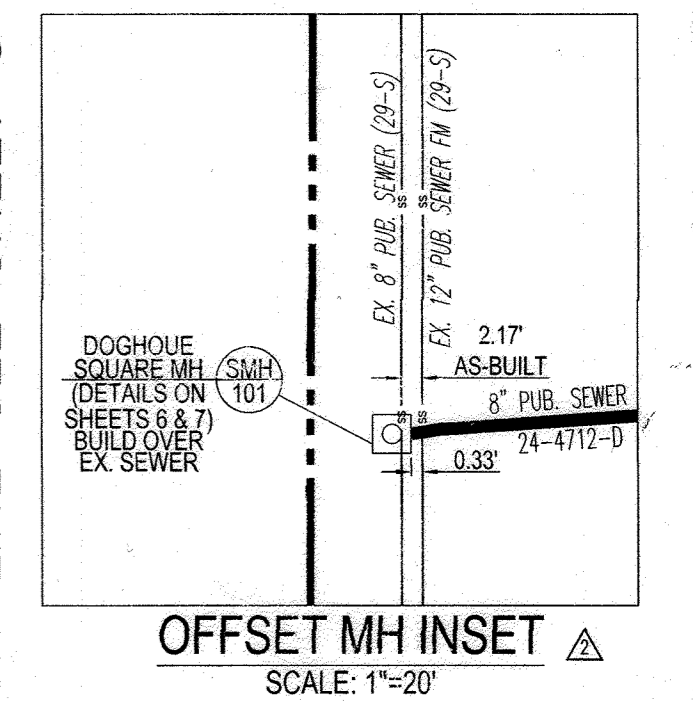 EX. 8" PUB. SEWER (29-S)
EX. 12" PUB. SEWER FM (29-S)
SS
SS
DOGHOUE
SQUARE MH
(DETAILS ON
SHEETS 6 & 7)
BUILD OVER
EX. SEWER
SMH
101
2.17'
AS-BUILT
SS
SS
8" PUB. SEWER
24-4712-D
0.33'
OFFSET MH INSET
2
SCALE: 1"=20'